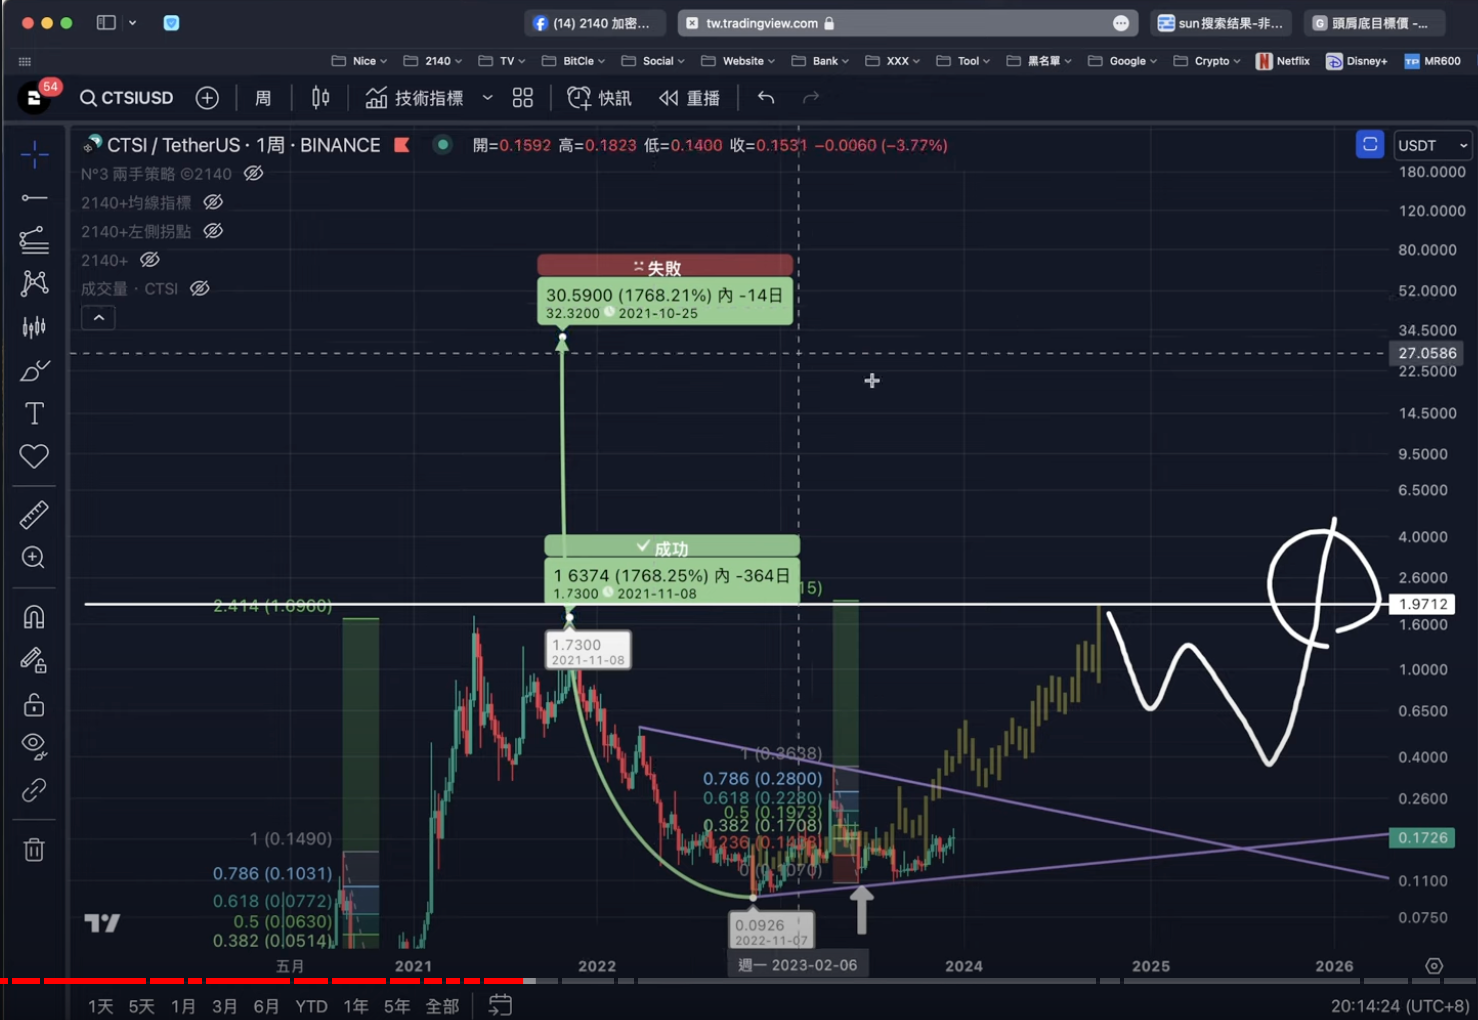 (14) 2140 加密...
tw.tradingview.com
sun搜索结果-非...
頭肩底目標價 -...
Nice
2140
TV
BitCle
Social
Website
Bank
XXX
Tool
黑名單
Google
Crypto
Netflix
Disney+
TP MR600
54
CTSIUSD
周
技術指標
快訊
重播
CTSI / TetherUS · 1周 · BINANCE
開=0.1592 高=0.1823 低=0.1400 收=0.1531 −0.0060 (−3.77%)
USDT
N°3 兩手策略 ©2140
2140+均線指標
2140+左側拐點
2140+
成交量 · CTSI
失敗
30.5900 (1768.21%) 內 -14日
32.3200 2021-10-25
成功
1 6374 (1768.25%) 內 -364日
1.7300 2021-11-08
15)
2.414 (1.6960)
1.7300
2021-11-08
1 (0.3638)
0.786 (0.2800)
0.618 (0.2280)
0.5 (0.1973)
0.382 (0.1708)
0 (0.1070)
1 (0.1490)
0.786 (0.1031)
0.618 (0.0772)
0.5 (0.0630)
0.382 (0.0514)
0.0926
2022-11-07
180.0000
120.0000
80.0000
52.0000
34.5000
27.0586
22.5000
14.5000
9.5000
6.5000
4.0000
2.6000
1.9712
1.6000
1.0000
0.6500
0.4000
0.2600
0.1726
0.1100
0.0750
五月
2021
2022
週一 2023-02-06
2024
2025
2026
1天 5天 1月 3月 6月 YTD 1年 5年 全部
20:14:24 (UTC+8)